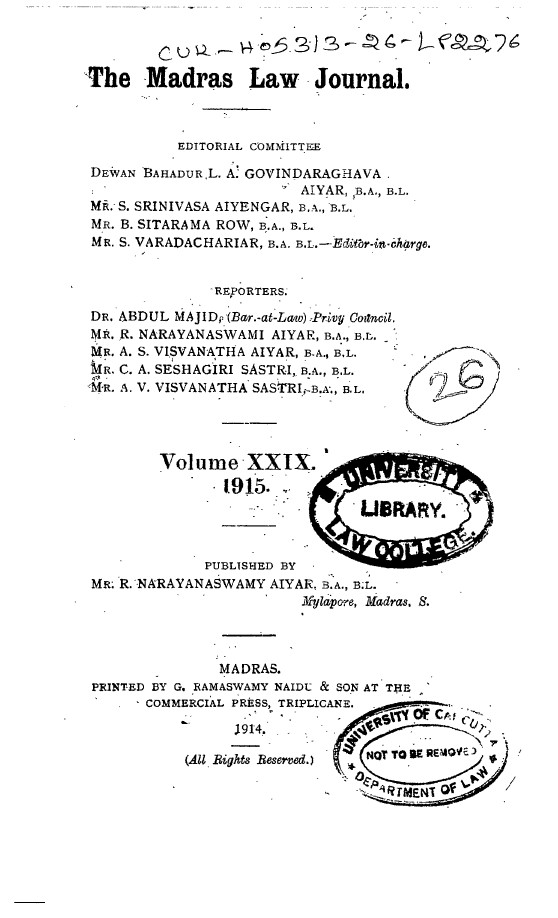 CUR-H05313-26-LP2276
The Madras Law Journal.
EDITORIAL COMMITTEE
DEWAN BAHADUR L. A. GOVINDARAGHAVA
AIYAR, B.A., B.L.
MR. S. SRINIVASA AIYENGAR, B.A., B.L.
MR. B. SITARAMA ROW, B.A., B.L.
MR. S. VARADACHARIAR, B.A. B.L.—Editor-in-charge.
REPORTERS.
DR. ABDUL MAJID, (Bar.-at-Law) Privy Council.
MR. R. NARAYANASWAMI AIYAR, B.A., B.L.
MR. A. S. VISVANATHA AIYAR, B.A., B.L.
MR. C. A. SESHAGIRI SASTRI, B.A., B.L.
MR. A. V. VISVANATHA SASTRI, B.A., B.L.
26
Volume XXIX.
1915.
UNIVERSITY
LIBRARY.
LAW COLLEGE.
PUBLISHED BY
MR. R. NARAYANASWAMY AIYAR, B.A., B.L.
Mylapore, Madras, S.
MADRAS.
PRINTED BY G. RAMASWAMY NAIDU & SON AT THE
COMMERCIAL PRESS, TRIPLICANE.
1914.
(All Rights Reserved.)
UNIVERSITY OF CALCUTTA
NOT TO BE REMOVED
DEPARTMENT OF LAW